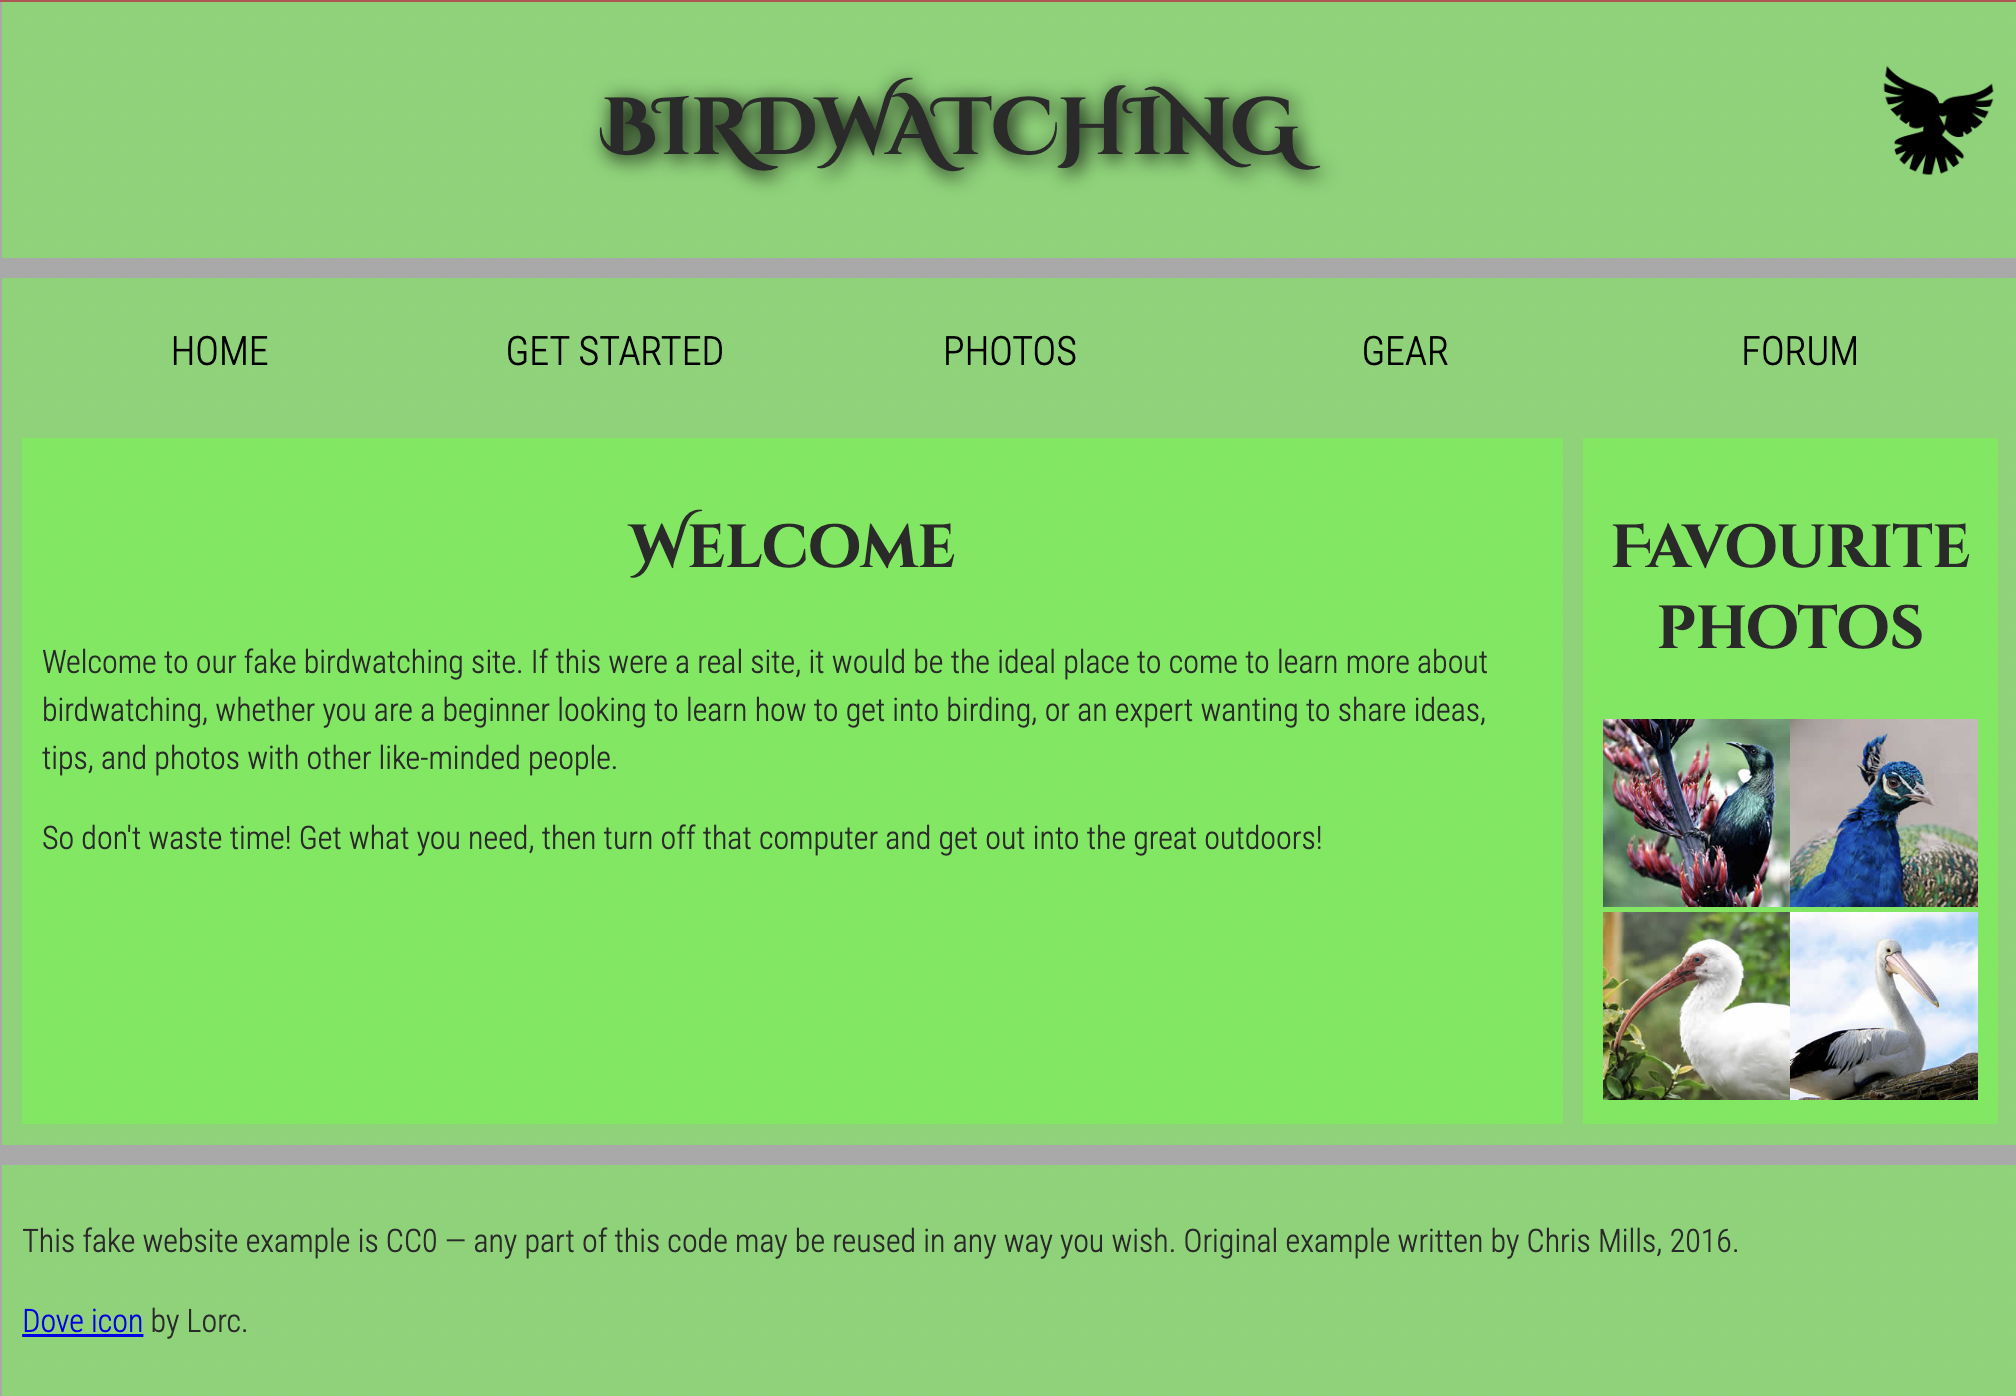 BIRDWATCHING
HOME GET STARTED PHOTOS GEAR FORUM
Welcome
Welcome to our fake birdwatching site. If this were a real site, it would be the ideal place to come to learn more about
birdwatching, whether you are a beginner looking to learn how to get into birding, or an expert wanting to share ideas,
tips, and photos with other like-minded people.
So don't waste time! Get what you need, then turn off that computer and get out into the great outdoors!
Favourite
photos
This fake website example is CC0 — any part of this code may be reused in any way you wish. Original example written by Chris Mills, 2016.
Dove icon by Lorc.